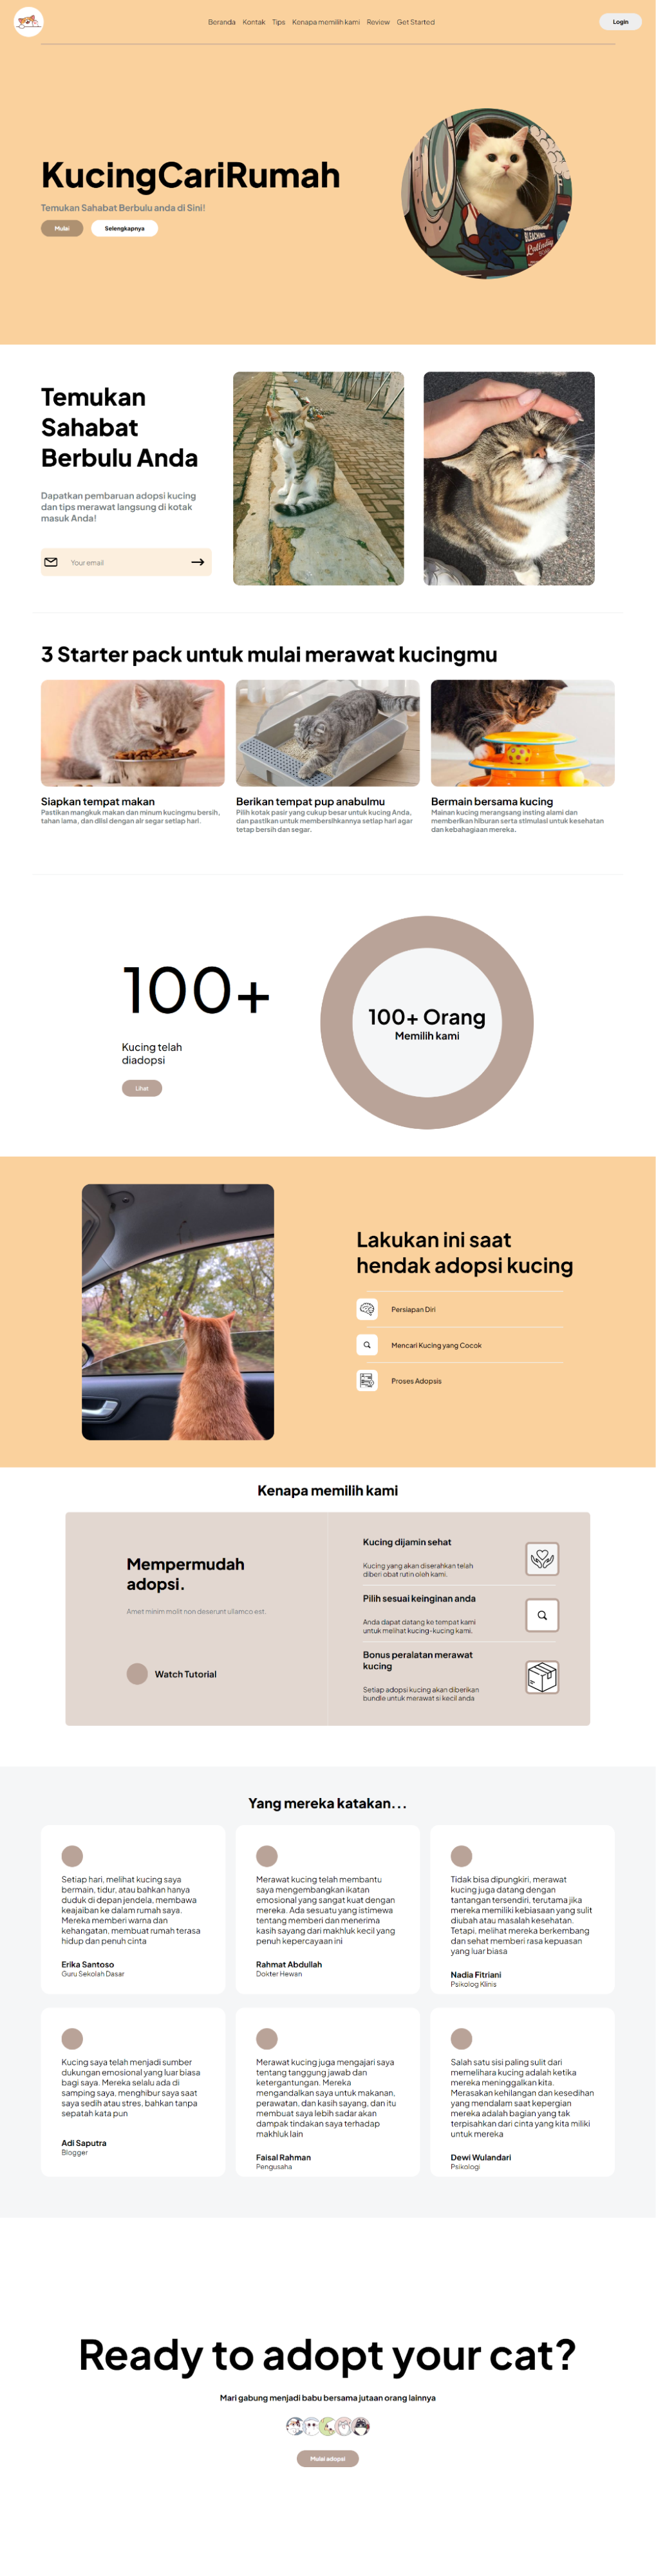 Beranda Kontak Tips Kenapa memilih kami Review Get Started
Login
KucingCariRumah
Temukan Sahabat Berbulu anda di Sini!
Mulai
Selengkapnya
BLEACHING
Lullaby
Temukan
Sahabat
Berbulu Anda
Dapatkan pembaruan adopsi kucing
dan tips merawat langsung di kotak
masuk Anda!
Your email
3 Starter pack untuk mulai merawat kucingmu
Siapkan tempat makan
Pastikan mangkuk makan dan minum kucingmu bersih,
tahan lama, dan diisi dengan air segar setiap hari.
Berikan tempat pup anabulmu
Pilih kotak pasir yang cukup besar untuk kucing Anda,
dan pastikan untuk membersihkannya setiap hari agar
tetap bersih dan segar.
Bermain bersama kucing
Mainan kucing merangsang insting alami dan
memberikan hiburan serta stimulasi untuk kesehatan
dan kebahagiaan mereka.
100+
Kucing telah
diadopsi
Lihat
100+ Orang
Memilih kami
Lakukan ini saat
hendak adopsi kucing
Persiapan Diri
Mencari Kucing yang Cocok
Proses Adopsis
Kenapa memilih kami
Mempermudah
adopsi.
Amet minim mollit non deserunt ullamco est.
Watch Tutorial
Kucing dijamin sehat
Kucing yang akan diserahkan telah
diberi obat rutin oleh kami.
Pilih sesuai keinginan anda
Anda dapat datang ke tempat kami
untuk melihat kucing-kucing kami.
Bonus peralatan merawat
kucing
Setiap adopsi kucing akan diberikan
bundle untuk merawat si kecil anda
Yang mereka katakan...
Setiap hari, melihat kucing saya
bermain, tidur, atau bahkan hanya
duduk di depan jendela, membawa
keajaiban ke dalam rumah saya.
Mereka memberi warna dan
kehangatan, membuat rumah terasa
hidup dan penuh cinta
Erika Santoso
Guru Sekolah Dasar
Merawat kucing telah membantu
saya mengembangkan ikatan
emosional yang sangat kuat dengan
mereka. Ada sesuatu yang istimewa
tentang memberi dan menerima
kasih sayang dari makhluk kecil yang
penuh kepercayaan ini
Rahmat Abdullah
Dokter Hewan
Tidak bisa dipungkiri, merawat
kucing juga datang dengan
tantangan tersendiri, terutama jika
mereka memiliki kebiasaan yang sulit
diubah atau masalah kesehatan.
Tetapi, melihat mereka berkembang
dan sehat memberi rasa kepuasan
yang luar biasa
Nadia Fitriani
Psikolog Klinis
Kucing saya telah menjadi sumber
dukungan emosional yang luar biasa
bagi saya. Mereka selalu ada di
samping saya, menghibur saya saat
saya sedih atau stres, bahkan tanpa
sepatah kata pun
Adi Saputra
Blogger
Merawat kucing juga mengajari saya
tentang tanggung jawab dan
ketergantungan. Mereka
mengandalkan saya untuk makanan,
perawatan, dan kasih sayang, dan itu
membuat saya lebih sadar akan
dampak tindakan saya terhadap
makhluk lain
Faisal Rahman
Pengusaha
Salah satu sisi paling sulit dari
memelihara kucing adalah ketika
mereka meninggalkan kita.
Merasakan kehilangan dan kesedihan
yang mendalam saat kepergian
mereka adalah bagian yang tak
terpisahkan dari cinta yang kita miliki
untuk mereka
Dewi Wulandari
Psikologi
Ready to adopt your cat?
Mari gabung menjadi babu bersama jutaan orang lainnya
Mulai adopsi